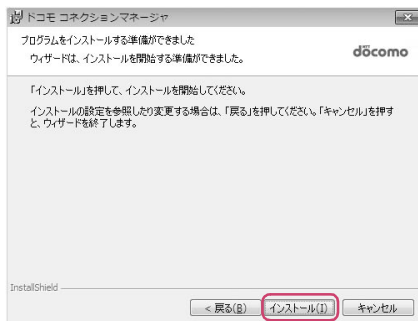 ドコモ コネクションマネージャ
プログラムをインストールする準備ができました
ウィザードは、インストールを開始する準備ができました。
döcomo
「インストール」を押して、インストールを開始してください。
インストールの設定を参照したり変更する場合は、「戻る」を押してください。「キャンセル」を押す
と、ウィザードを終了します。
InstallShield
< 戻る(B) インストール(I) キャンセル